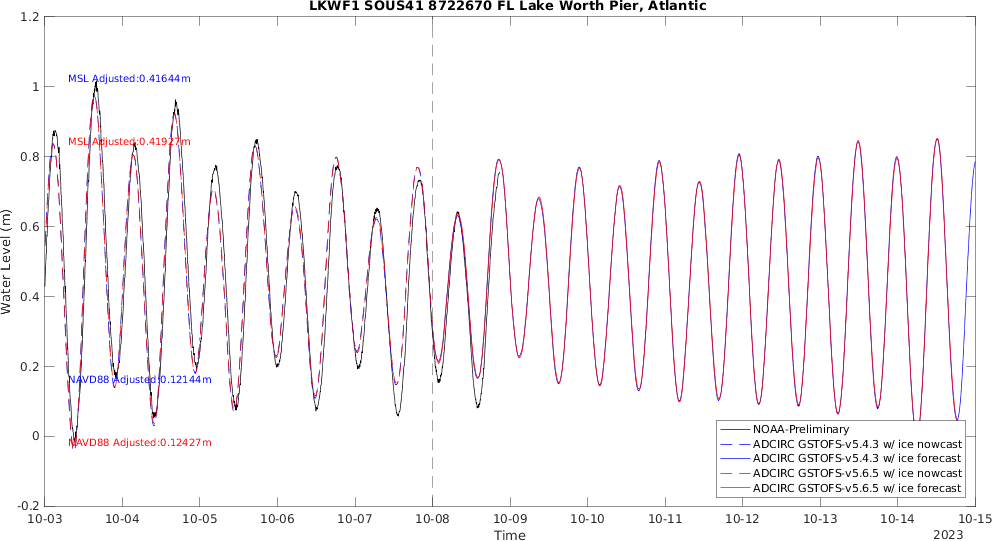 LKWF1 SOUS41 8722670 FL Lake Worth Pier, Atlantic
1.2
1
0.8
0.6
0.4
0.2
0
-0.2
Water Level (m)
MSL Adjusted:0.41644m
MSL Adjusted:0.41927m
NAVD88 Adjusted:0.12144m
NAVD88 Adjusted:0.12427m
NOAA-Preliminary
ADCIRC GSTOFS-v5.4.3 w/ ice nowcast
ADCIRC GSTOFS-v5.4.3 w/ ice forecast
ADCIRC GSTOFS-v5.6.5 w/ ice nowcast
ADCIRC GSTOFS-v5.6.5 w/ ice forecast
10-03 10-04 10-05 10-06 10-07 10-08 10-09 10-10 10-11 10-12 10-13 10-14 10-15
Time
2023